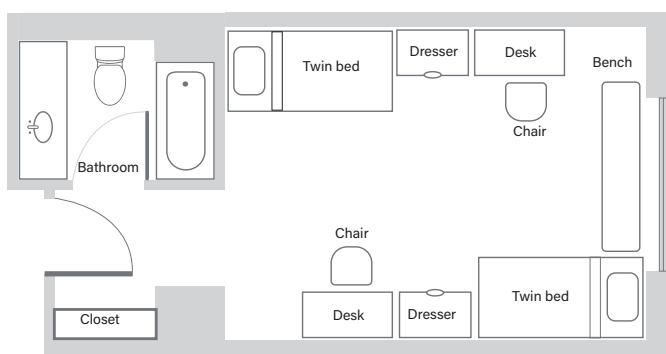 Dresser
Desk
Twin bed
Bench
Chair
Bathroom
Chair
Twin bed
Desk
Dresser
Closet